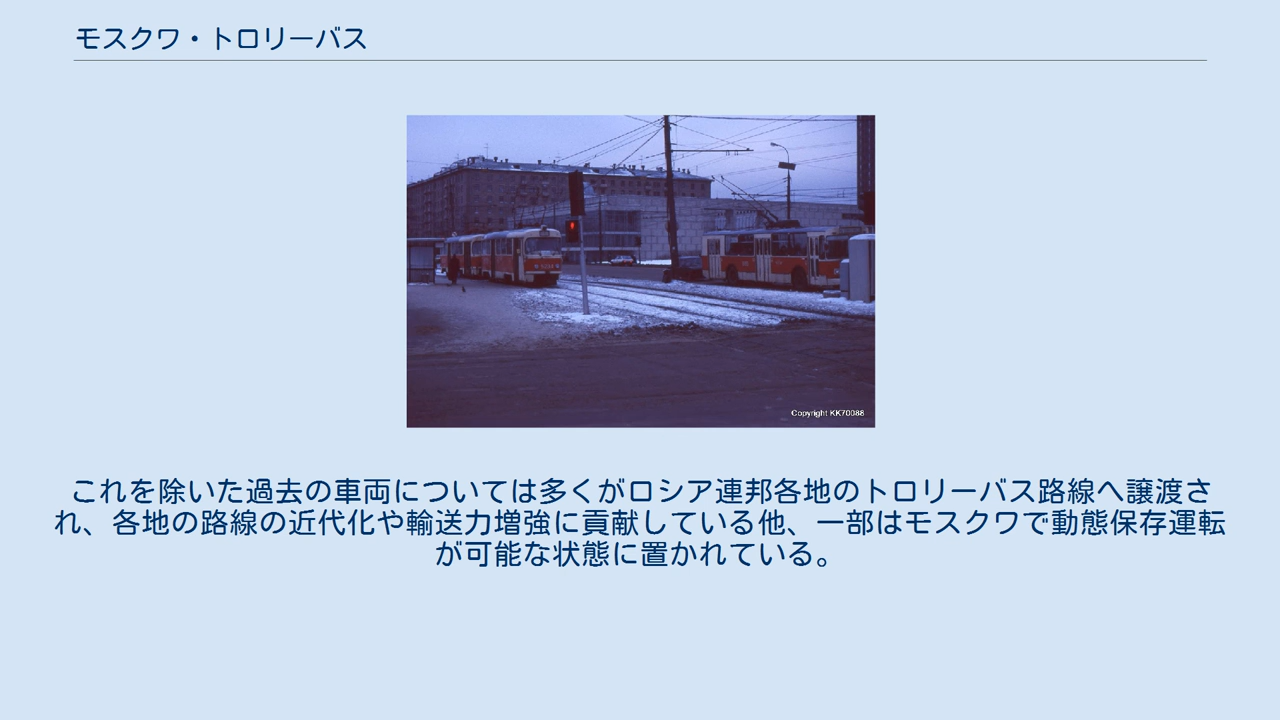 モスクワ・トロリーバス
Copyright KK70088
これを除いた過去の車両については多くがロシア連邦各地のトロリーバス路線へ譲渡さ
れ、各地の路線の近代化や輸送力増強に貢献している他、一部はモスクワで動態保存運転
が可能な状態に置かれている。